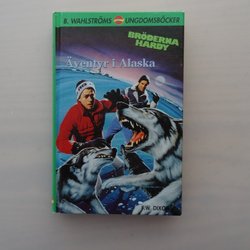 B. WAHLSTRÖMS UNGDOMSBÖCKER
BRÖDERNA
HARDY
Äventyr i Alaska
F.W. DIXON